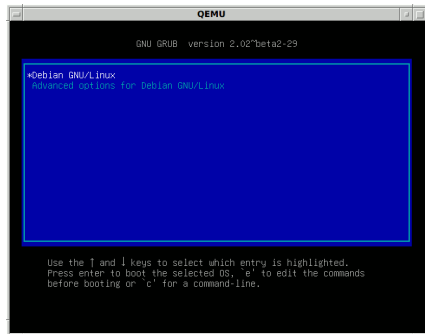 QEMU
GNU GRUB version 2.02~beta2-29
*Debian GNU/Linux
Advanced options for Debian GNU/Linux
Use the ↑ and ↓ keys to select which entry is highlighted.
Press enter to boot the selected OS, `e' to edit the commands
before booting or `c' for a command-line.